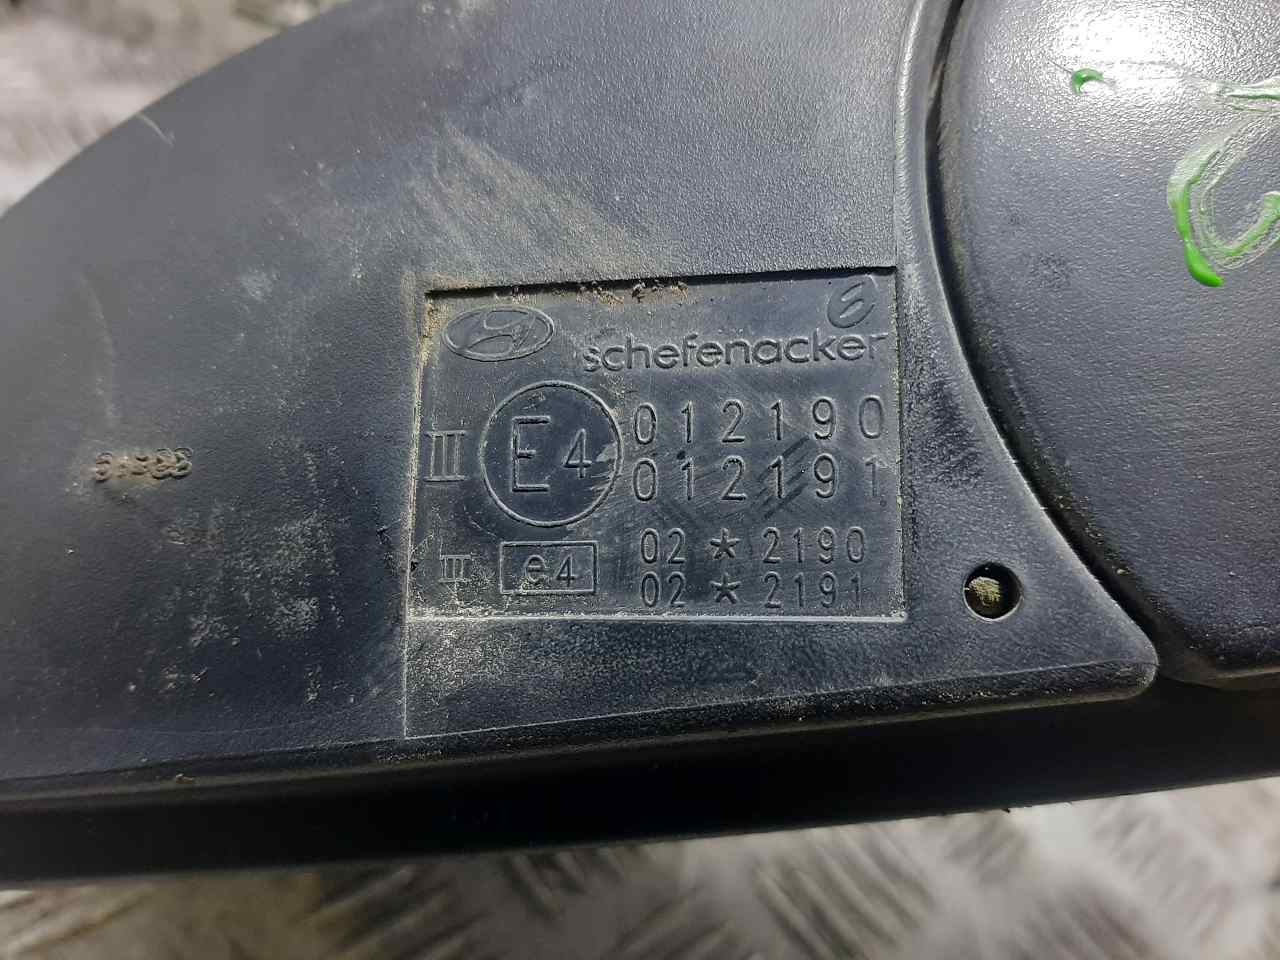 schefenacker
III E4 012190
012191
III e4 02 * 2190
02 * 2191